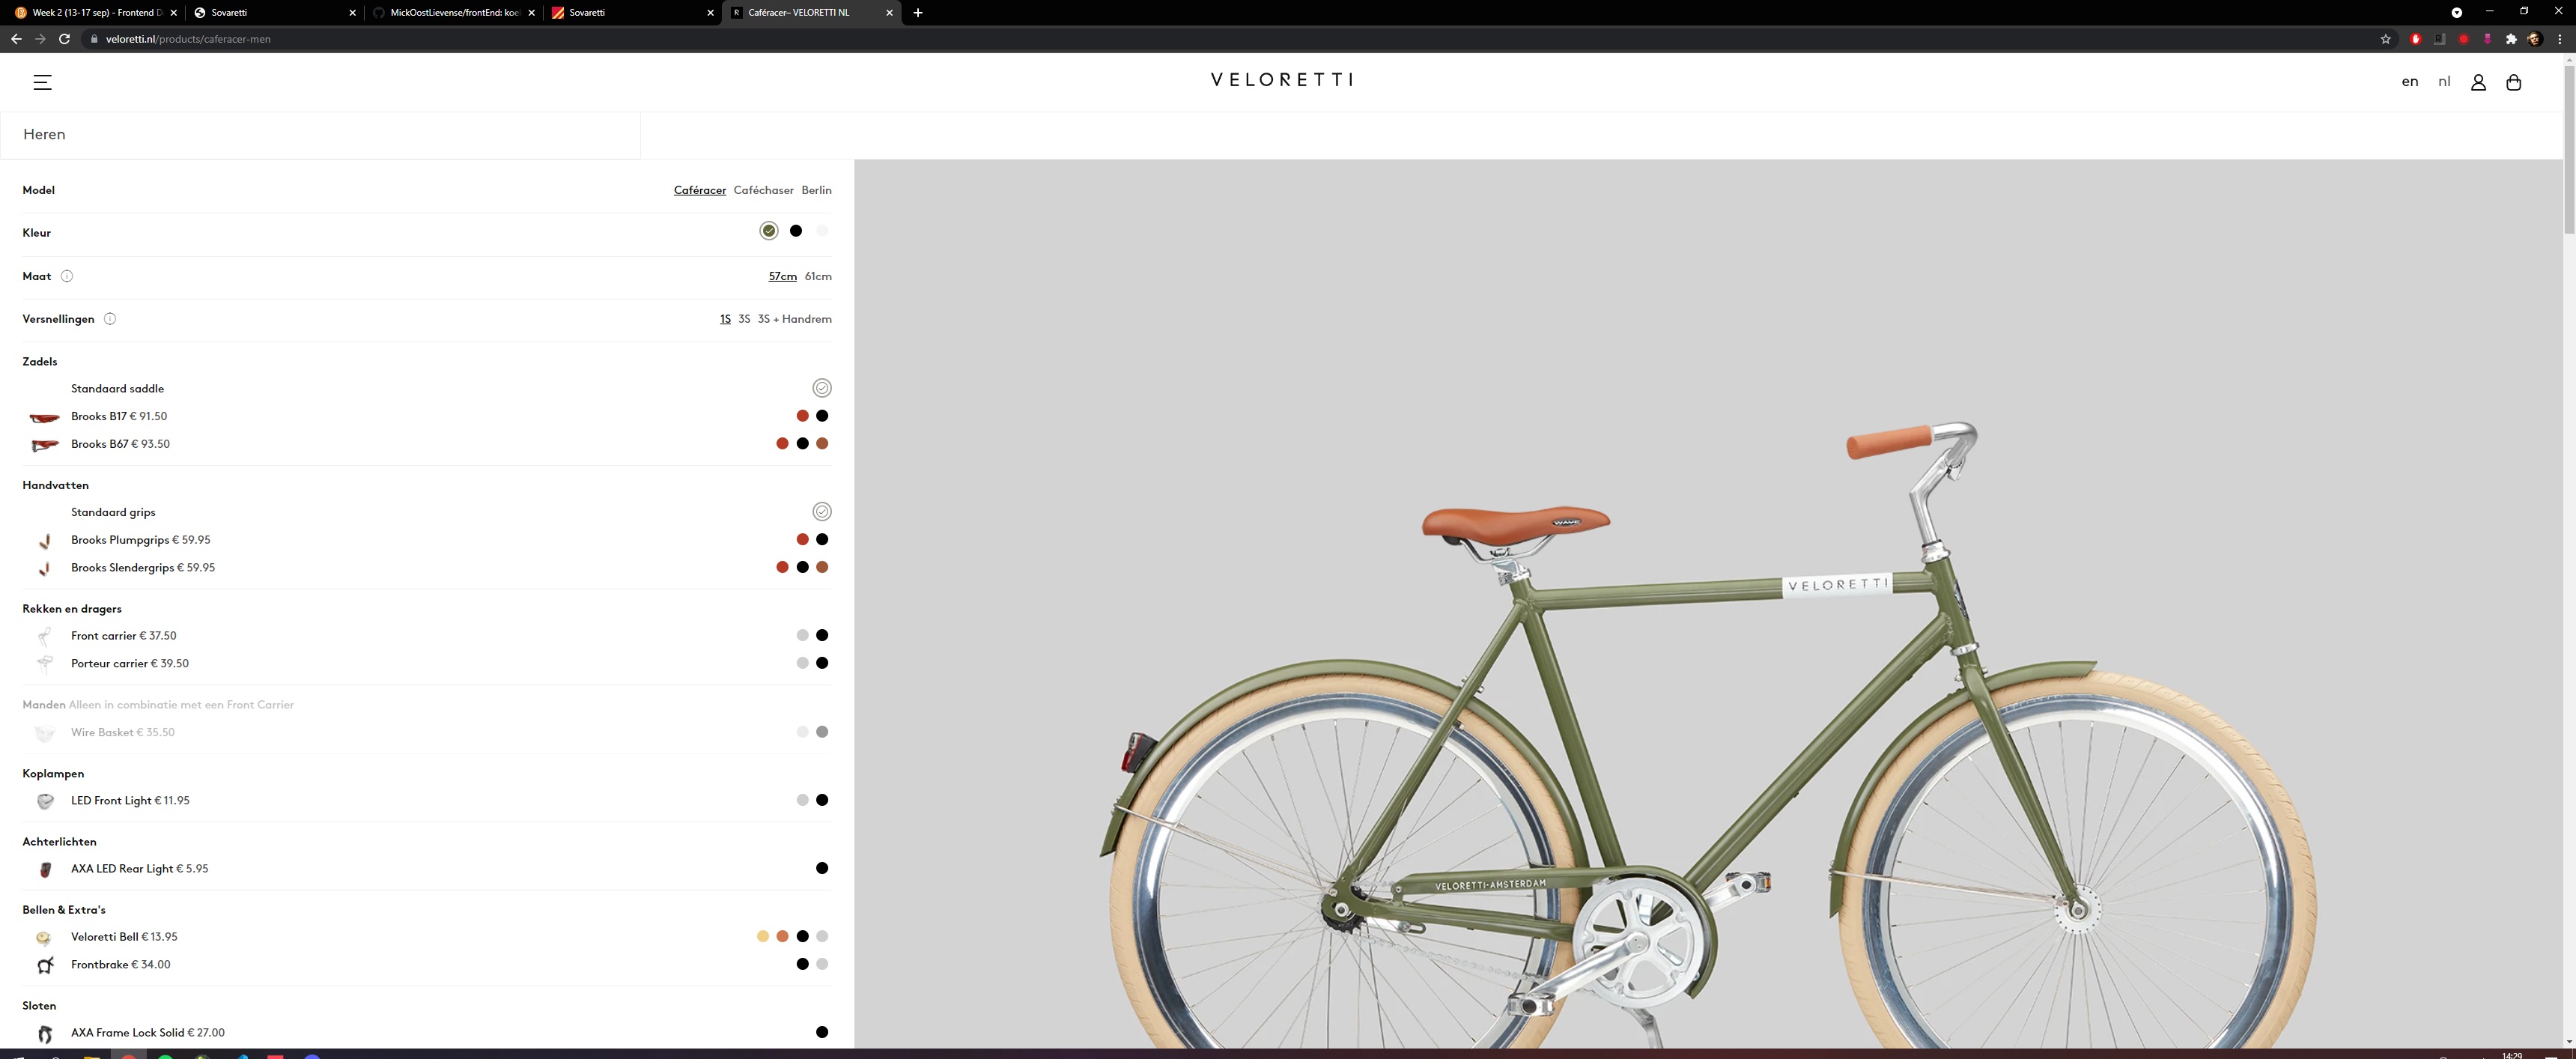 Week 2 (13-17 sep) - Frontend D
Sovaretti
MickOostLievense/frontEnd: koe
Sovaretti
Caféracer– VELORETTI NL
veloretti.nl/products/caferacer-men
VELORETTI
en nl
Heren
Model Caféracer Caféchaser Berlin
Kleur
Maat 57cm 61cm
Versnellingen 1S 3S 3S + Handrem
Zadels
Standaard saddle
Brooks B17 € 91.50
Brooks B67 € 93.50
Handvatten
Standaard grips
Brooks Plumpgrips € 59.95
Brooks Slendergrips € 59.95
Rekken en dragers
Front carrier € 37.50
Porteur carrier € 39.50
Manden Alleen in combinatie met een Front Carrier
Wire Basket € 35.50
Koplampen
LED Front Light € 11.95
Achterlichten
AXA LED Rear Light € 5.95
Bellen & Extra's
Veloretti Bell € 13.95
Frontbrake € 34.00
Sloten
AXA Frame Lock Solid € 27.00
WAVE
VELORETTI
VELORETTI·AMSTERDAM
14:29